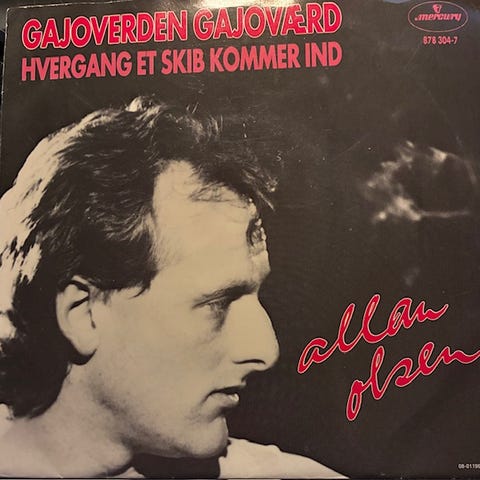 GAJOVERDEN GAJOVÆRD
mercury
HVERGANG ET SKIB KOMMER IND
878 304-7
allan
olsen